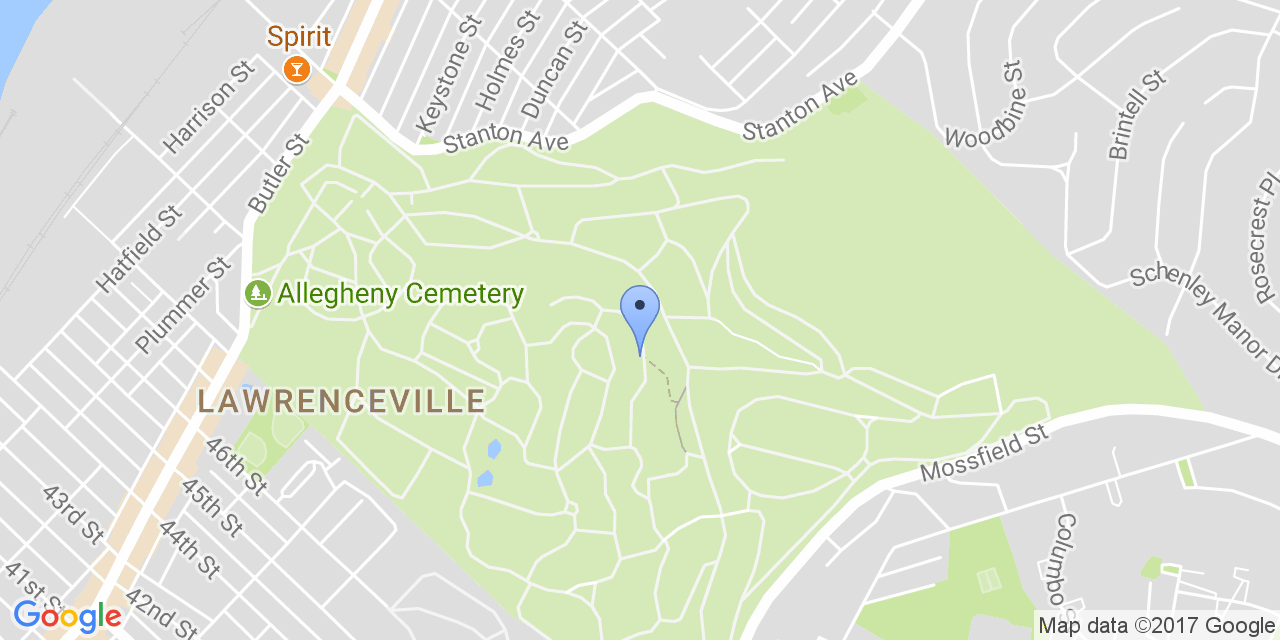 Spirit
Keystone St
Holmes St
Duncan St
Harrison St
Stanton Ave
Stanton Ave
Woodbine St
Brintell St
Butler St
Rosecrest Pl
Hatfield St
Plummer St
Schenley Manor D
Allegheny Cemetery
LAWRENCEVILLE
Mossfield St
46th St
45th St
43rd St
44th St
41st St
42nd St
Columbo S
Google
Map data ©2017 Google